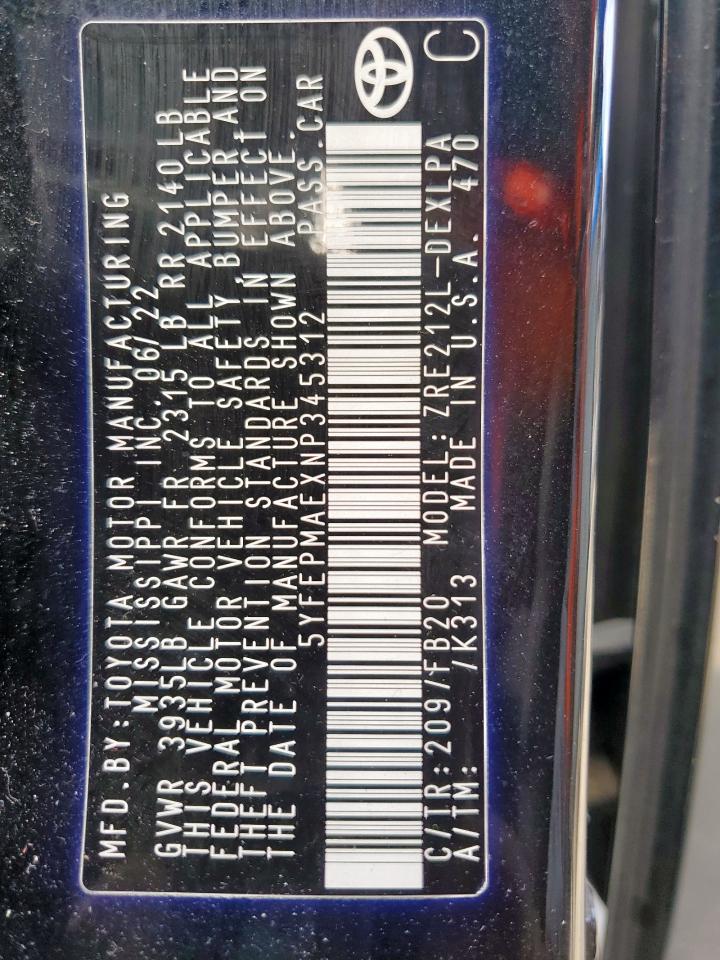 MFD.BY:TOYOTA MOTOR MANUFACTURING
MISSISSIPPI INC.06/22
GVWR 3935LB GAWR FR 2315 LB RR 2140LB
THIS VEHICLE CONFORMS TO ALL APPLICABLE
FEDERAL MOTOR VEHICLE SAFETY, BUMPER AND
THEFT PREVENTION STANDARDS IN EFFECT ON
THE DATE OF MANUFACTURE SHOWN ABOVE.
5YFEPMAEXNP345312 PASS.CAR
C/TR:209/FB20 MODEL:ZRE212L-DEXLPA
A/TM: /K313 MADE IN U.S.A. 470
C